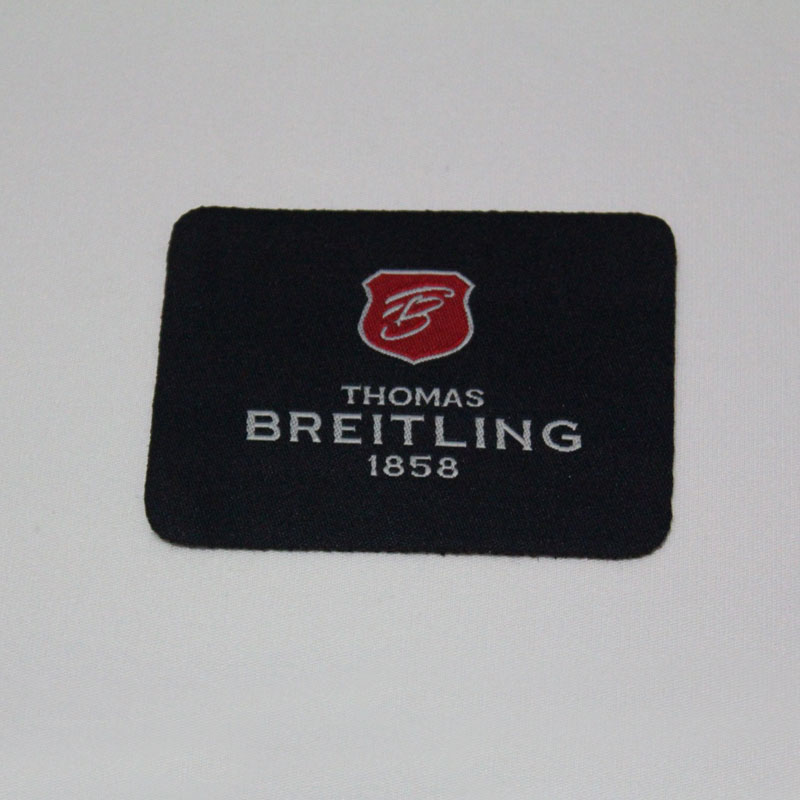 B
THOMAS
BREITLING
1858